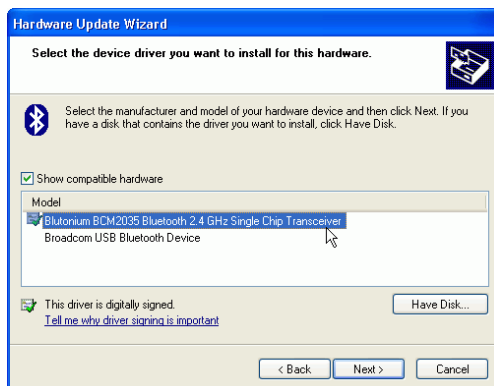 Hardware Update Wizard
Select the device driver you want to install for this hardware.
Select the manufacturer and model of your hardware device and then click Next. If you
have a disk that contains the driver you want to install, click Have Disk.
Show compatible hardware
Model
Blutonium BCM2035 Bluetooth 2.4 GHz Single Chip Transceiver
Broadcom USB Bluetooth Device
This driver is digitally signed.
Have Disk...
Tell me why driver signing is important
< Back
Next >
Cancel